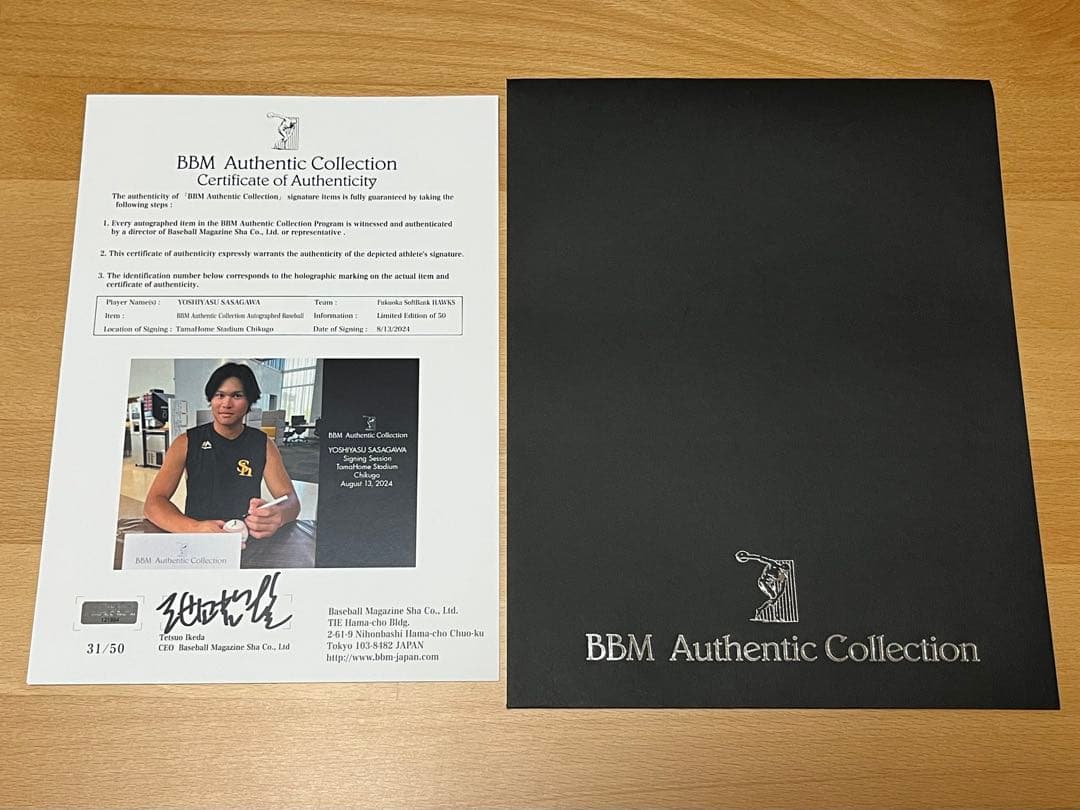 BBM Authentic Collection
Certificate of Authenticity
The authenticity of 「BBM Authentic Collection」 signature items is fully guaranteed by taking the
following steps :
1. Every autographed item in the BBM Authentic Collection Program is witnessed and authenticated
by a director of Baseball Magazine Sha Co., Ltd. or representative .
2. This certificate of authenticity expressly warrants the authenticity of the depicted athlete's signature.
3. The identification number below corresponds to the holographic marking on the actual item and
certificate of authenticity.
Player Name(s) : YOSHIYASU SASAGAWA Team : Fukuoka SoftBank HAWKS
Item : BBM Authentic Collection Autographed Baseball Information : Limited Edition of 50
Location of Signing : TamaHome Stadium Chikugo Date of Signing : 8/13/2024
SH
BBM Authentic Collection
YOSHIYASU SASAGAWA
Signing Session
TamaHome Stadium
Chikugo
August 13, 2024
BBM Authentic Collection
31/50
Tetsuo Ikeda
CEO Baseball Magazine Sha Co., Ltd
Baseball Magazine Sha Co., Ltd.
TIE Hama-cho Bldg.
2-61-9 Nihonbashi Hama-cho Chuo-ku
Tokyo 103-8482 JAPAN
http://www.bbm-japan.com
BBM Authentic Collection